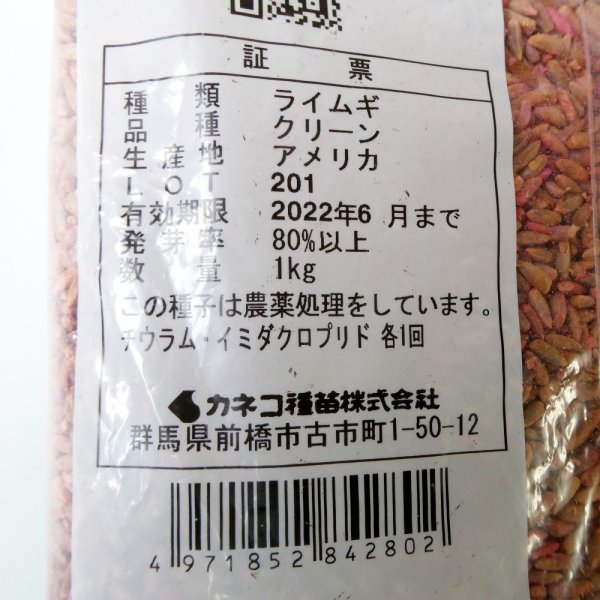 証 票
種 類 ライムギ
品 種 クリーン
生 産 地 アメリカ
L O T 201
有効期限 2022年6 月まで
発 芽 率 80%以上
数 量 1kg
この種子は農薬処理をしています。
チウラム・イミダクロプリド 各1回
カネコ種苗株式会社
群馬県前橋市古市町1-50-12
4 971852 842802